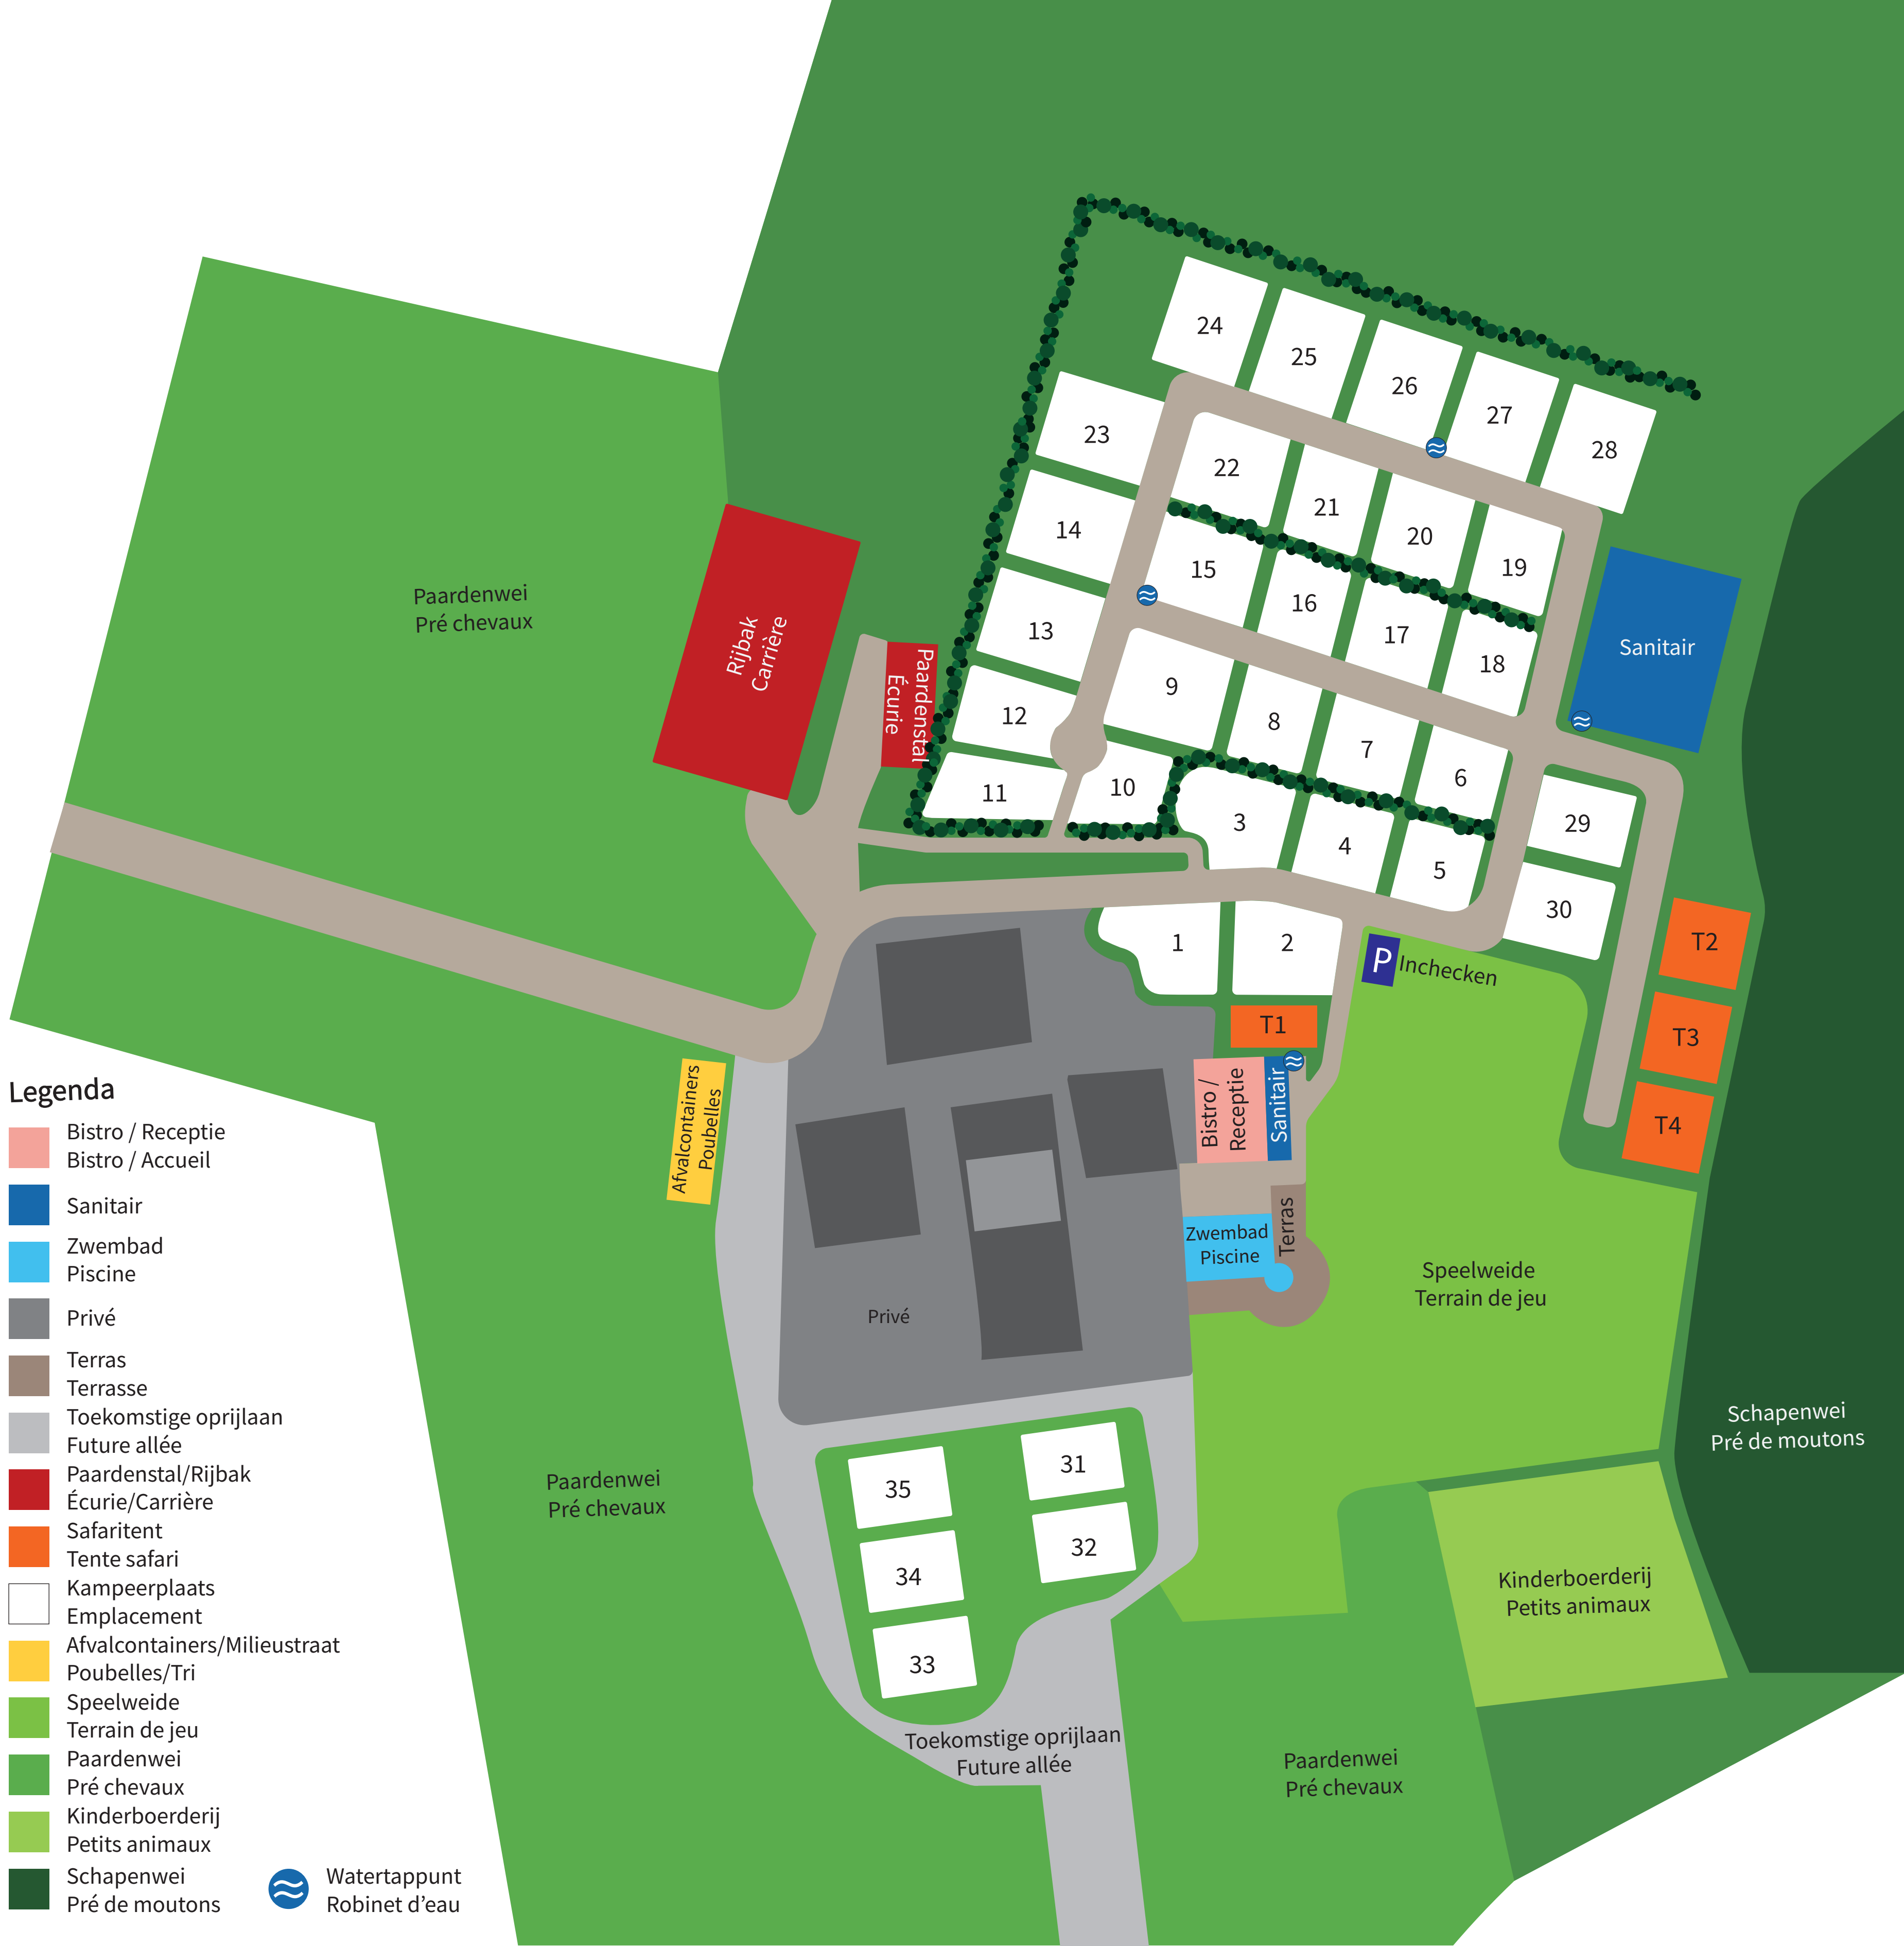 24
25
26
27
28
23
22
21
20
19
14
15
16
17
18
13
12
9
8
7
6
11
10
3
4
5
29
30
1
2
T1
T2
T3
T4
P Inchecken
Sanitair
Paardenwei
Pré chevaux
Rijbak
Carrière
Paardenstal
Écurie
Afvalcontainers
Poubelles
Bistro /
Receptie
Sanitair
Terras
Zwembad
Piscine
Privé
Speelweide
Terrain de jeu
Schapenwei
Pré de moutons
Kinderboerderij
Petits animaux
Paardenwei
Pré chevaux
35
31
34
32
33
Toekomstige oprijlaan
Future allée
Paardenwei
Pré chevaux
Legenda
Bistro / Receptie
Bistro / Accueil
Sanitair
Zwembad
Piscine
Privé
Terras
Terrasse
Toekomstige oprijlaan
Future allée
Paardenstal/Rijbak
Écurie/Carrière
Safaritent
Tente safari
Kampeerplaats
Emplacement
Afvalcontainers/Milieustraat
Poubelles/Tri
Speelweide
Terrain de jeu
Paardenwei
Pré chevaux
Kinderboerderij
Petits animaux
Schapenwei
Pré de moutons
Watertappunt
Robinet d’eau